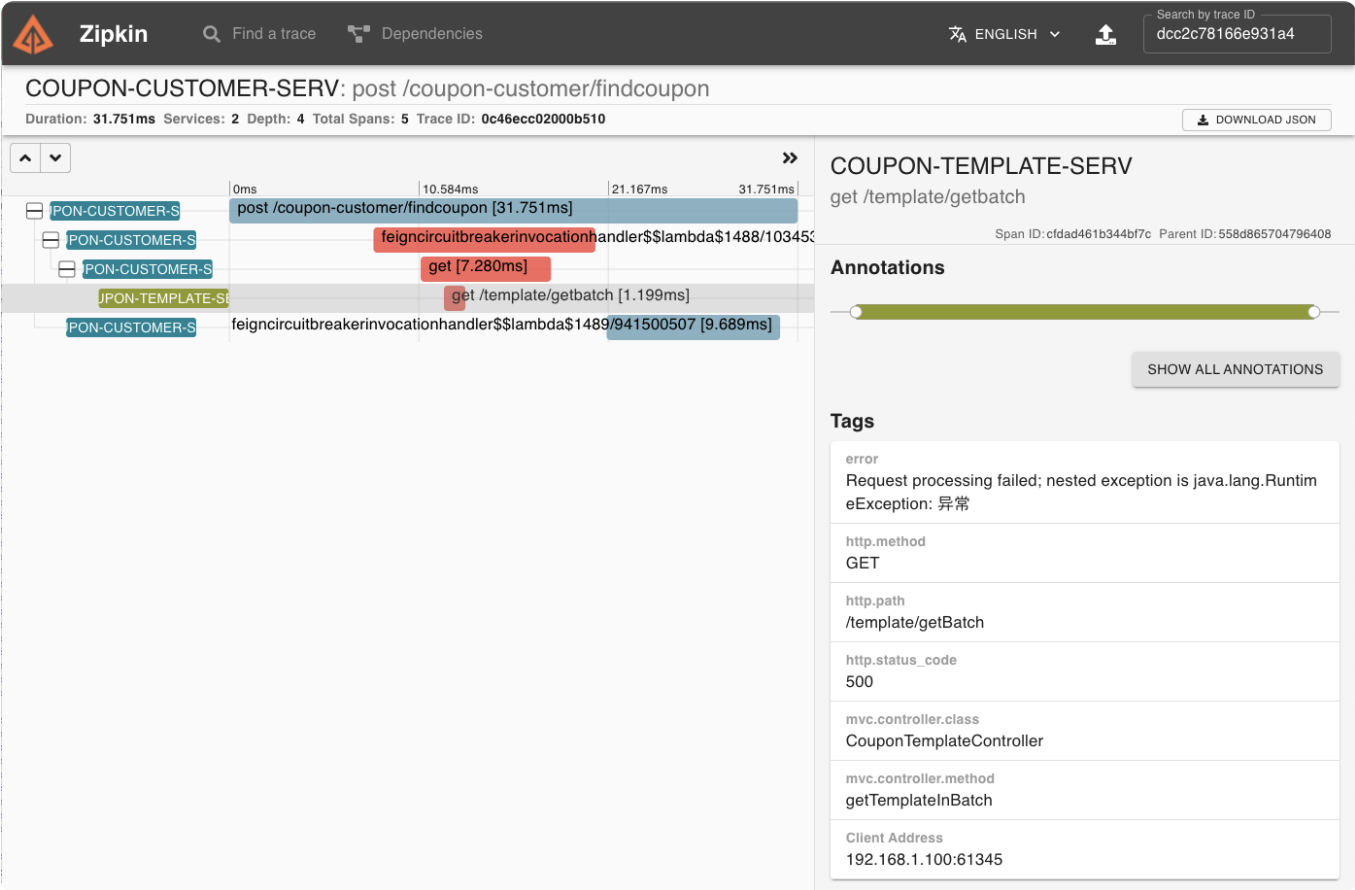 Zipkin
Find a trace
Dependencies
ENGLISH
Search by trace ID
dcc2c78166e931a4
COUPON-CUSTOMER-SERV: post /coupon-customer/findcoupon
Duration: 31.751ms Services: 2 Depth: 4 Total Spans: 5 Trace ID: 0c46ecc02000b510
DOWNLOAD JSON
0ms
10.584ms
21.167ms
31.751ms
UPON-CUSTOMER-S
post /coupon-customer/findcoupon [31.751ms]
UPON-CUSTOMER-S
feigncircuitbreakerinvocationhandler$$lambda$1488/103453
UPON-CUSTOMER-S
get [7.280ms]
UPON-TEMPLATE-SE
get /template/getbatch [1.199ms]
UPON-CUSTOMER-S
feigncircuitbreakerinvocationhandler$$lambda$1489/941500507 [9.689ms]
COUPON-TEMPLATE-SERV
get /template/getbatch
Span ID: cfdad461b344bf7c Parent ID: 558d865704796408
Annotations
SHOW ALL ANNOTATIONS
Tags
error
Request processing failed; nested exception is java.lang.Runtim
eException: 异常
http.method
GET
http.path
/template/getBatch
http.status_code
500
mvc.controller.class
CouponTemplateController
mvc.controller.method
getTemplateInBatch
Client Address
192.168.1.100:61345